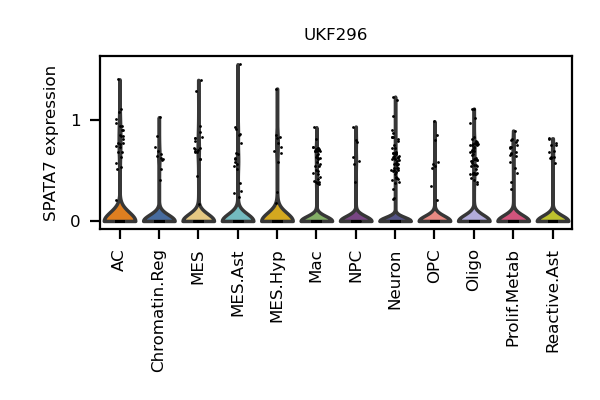 UKF296
SPATA7 expression
1
0
AC
Chromatin.Reg
MES
MES.Ast
MES.Hyp
Mac
NPC
Neuron
OPC
Oligo
Prolif.Metab
Reactive.Ast